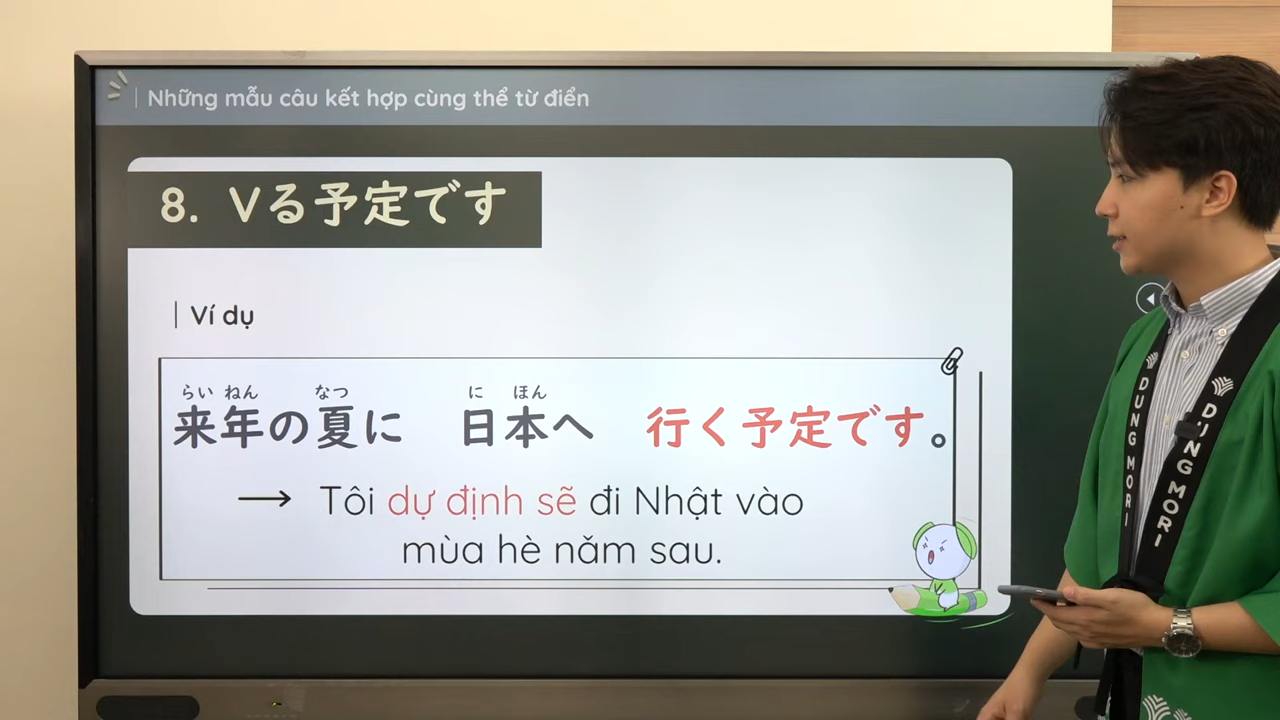 Những mẫu câu kết hợp cùng thể từ điển
8. Vる予定です
Ví dụ
らい ねん なつ に ほん
来年の夏に 日本へ 行く予定です。
→ Tôi dự định sẽ đi Nhật vào
mùa hè năm sau.
DUNG MORI
DUNG MORI